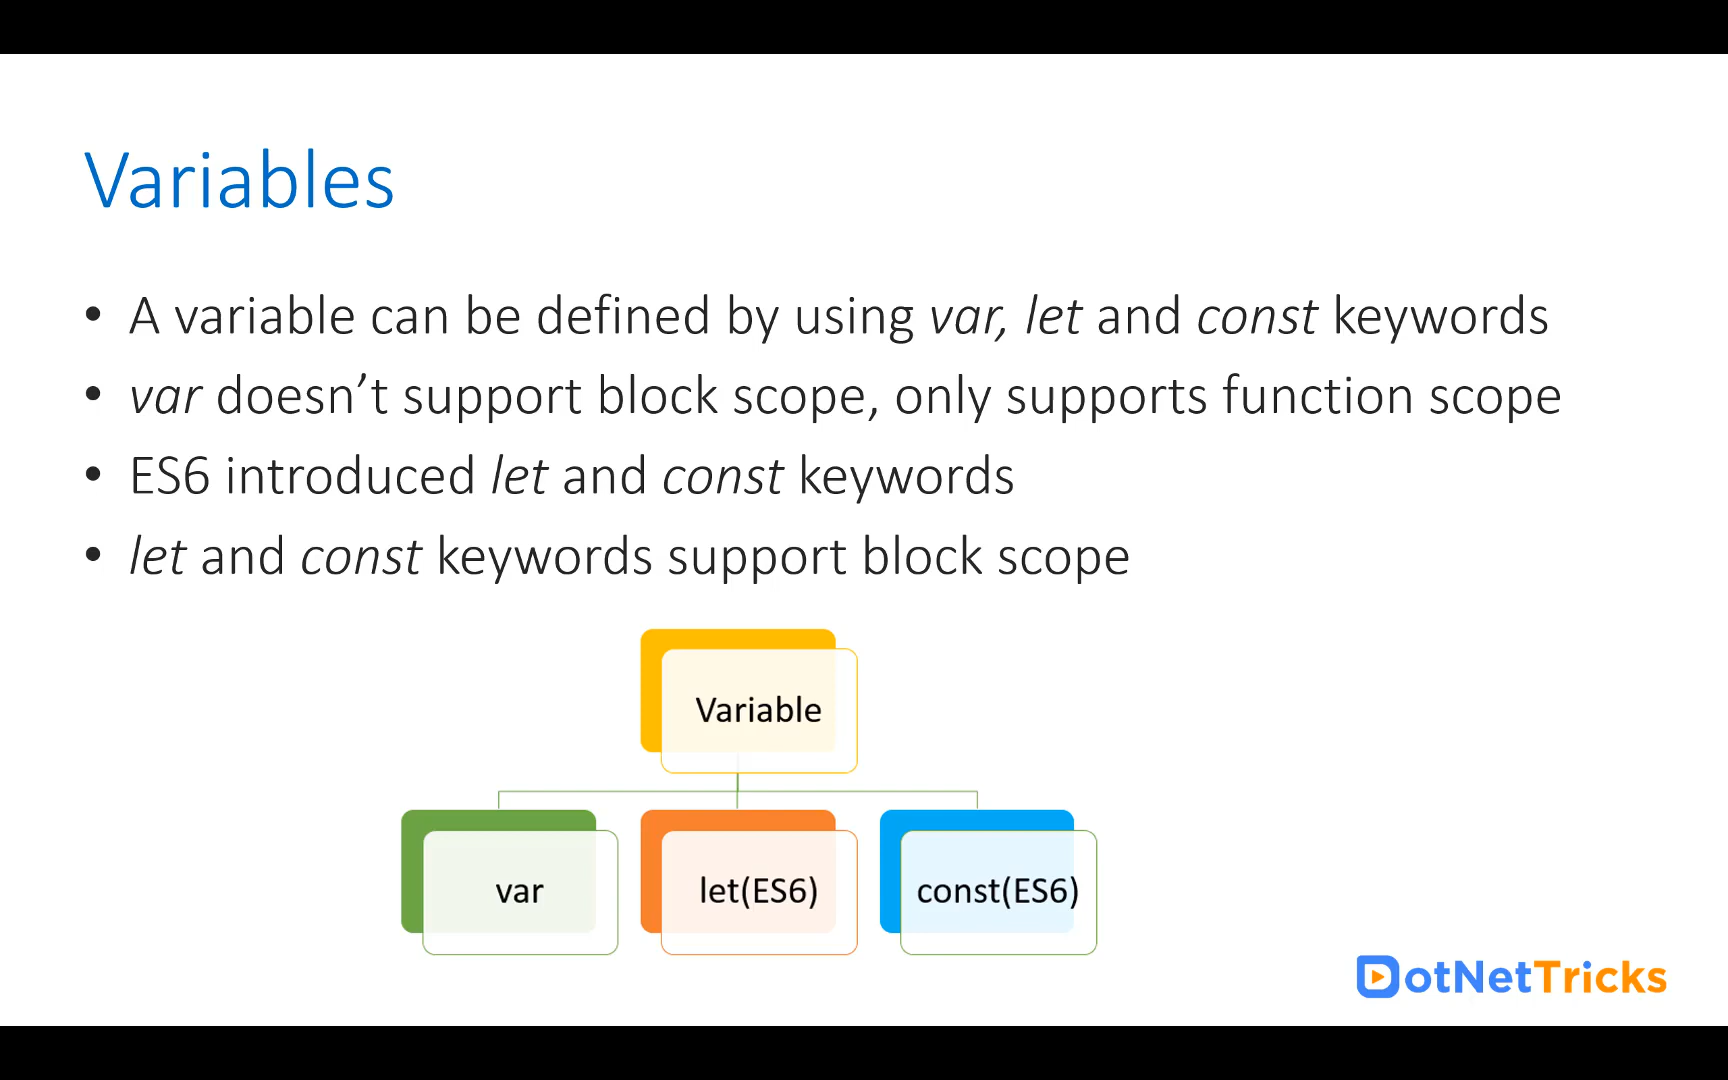 Variables
• A variable can be defined by using var, let and const keywords
• var doesn’t support block scope, only supports function scope
• ES6 introduced let and const keywords
• let and const keywords support block scope
Variable
var
let(ES6)
const(ES6)
DotNetTricks